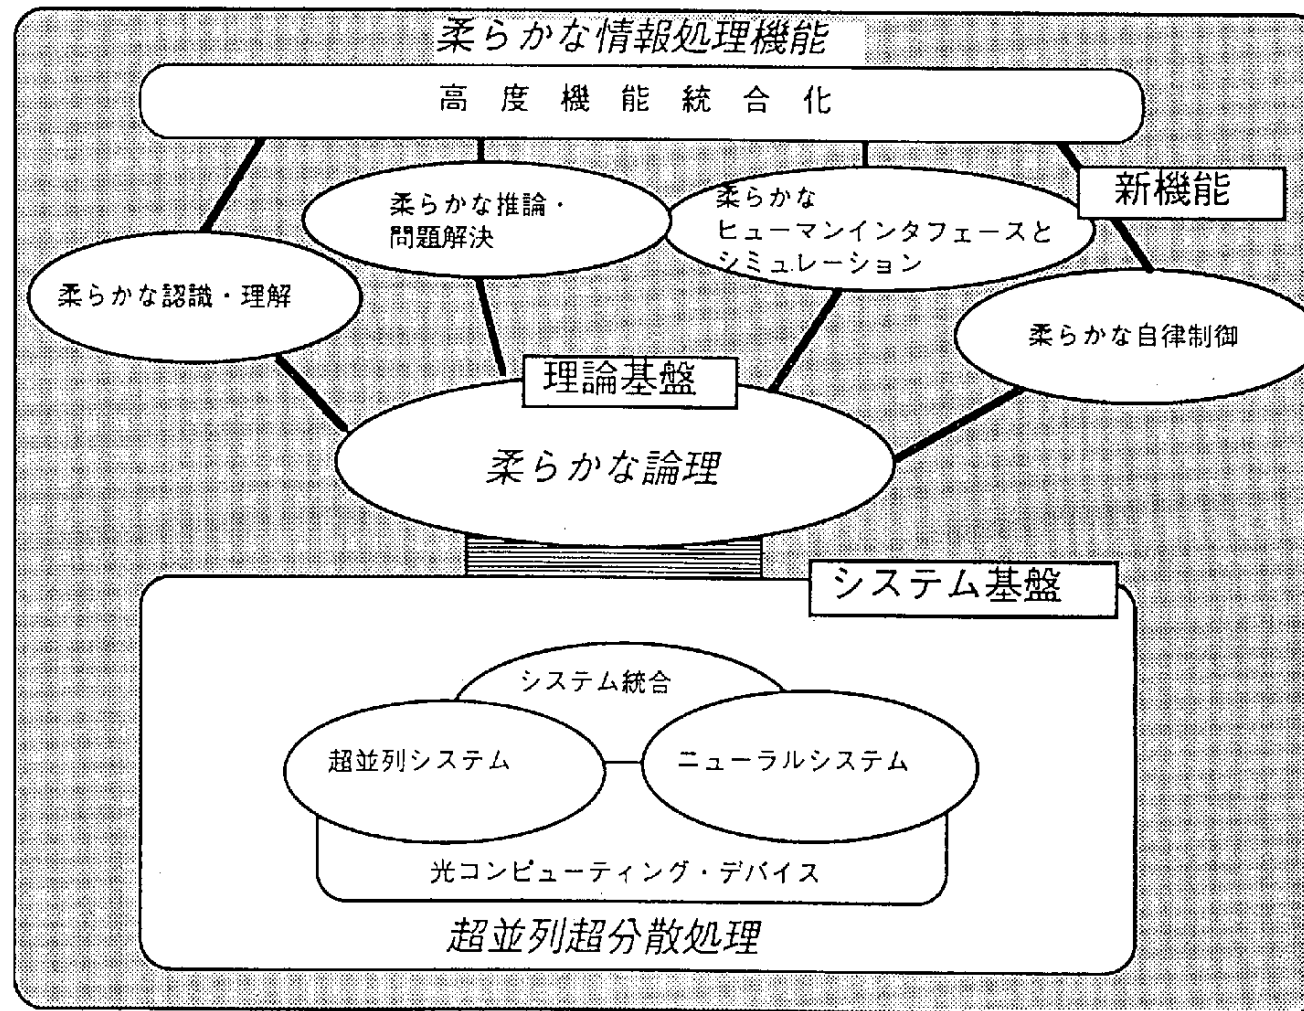 柔らかな情報処理機能
高度機能統合化
新機能
柔らかな推論・
問題解決
柔らかな
ヒューマンインタフェースと
シミュレーション
柔らかな認識・理解
柔らかな自律制御
理論基盤
柔らかな論理
システム基盤
システム統合
超並列システム
ニューラルシステム
光コンピューティング・デバイス
超並列超分散処理